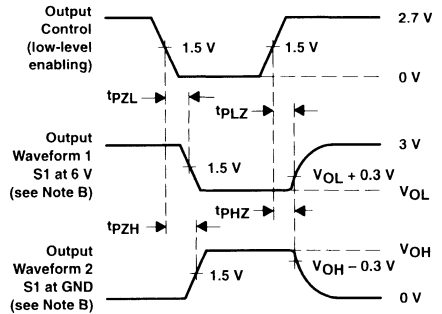 Output
Control
(low-level
enabling)
1.5 V
1.5 V
2.7 V
0 V
tPZL
tPLZ
Output
Waveform 1
S1 at 6 V
(see Note B)
1.5 V
3 V
VOL + 0.3 V
VOL
tPZH
tPHZ
Output
Waveform 2
S1 at GND
(see Note B)
1.5 V
VOH
VOH − 0.3 V
0 V